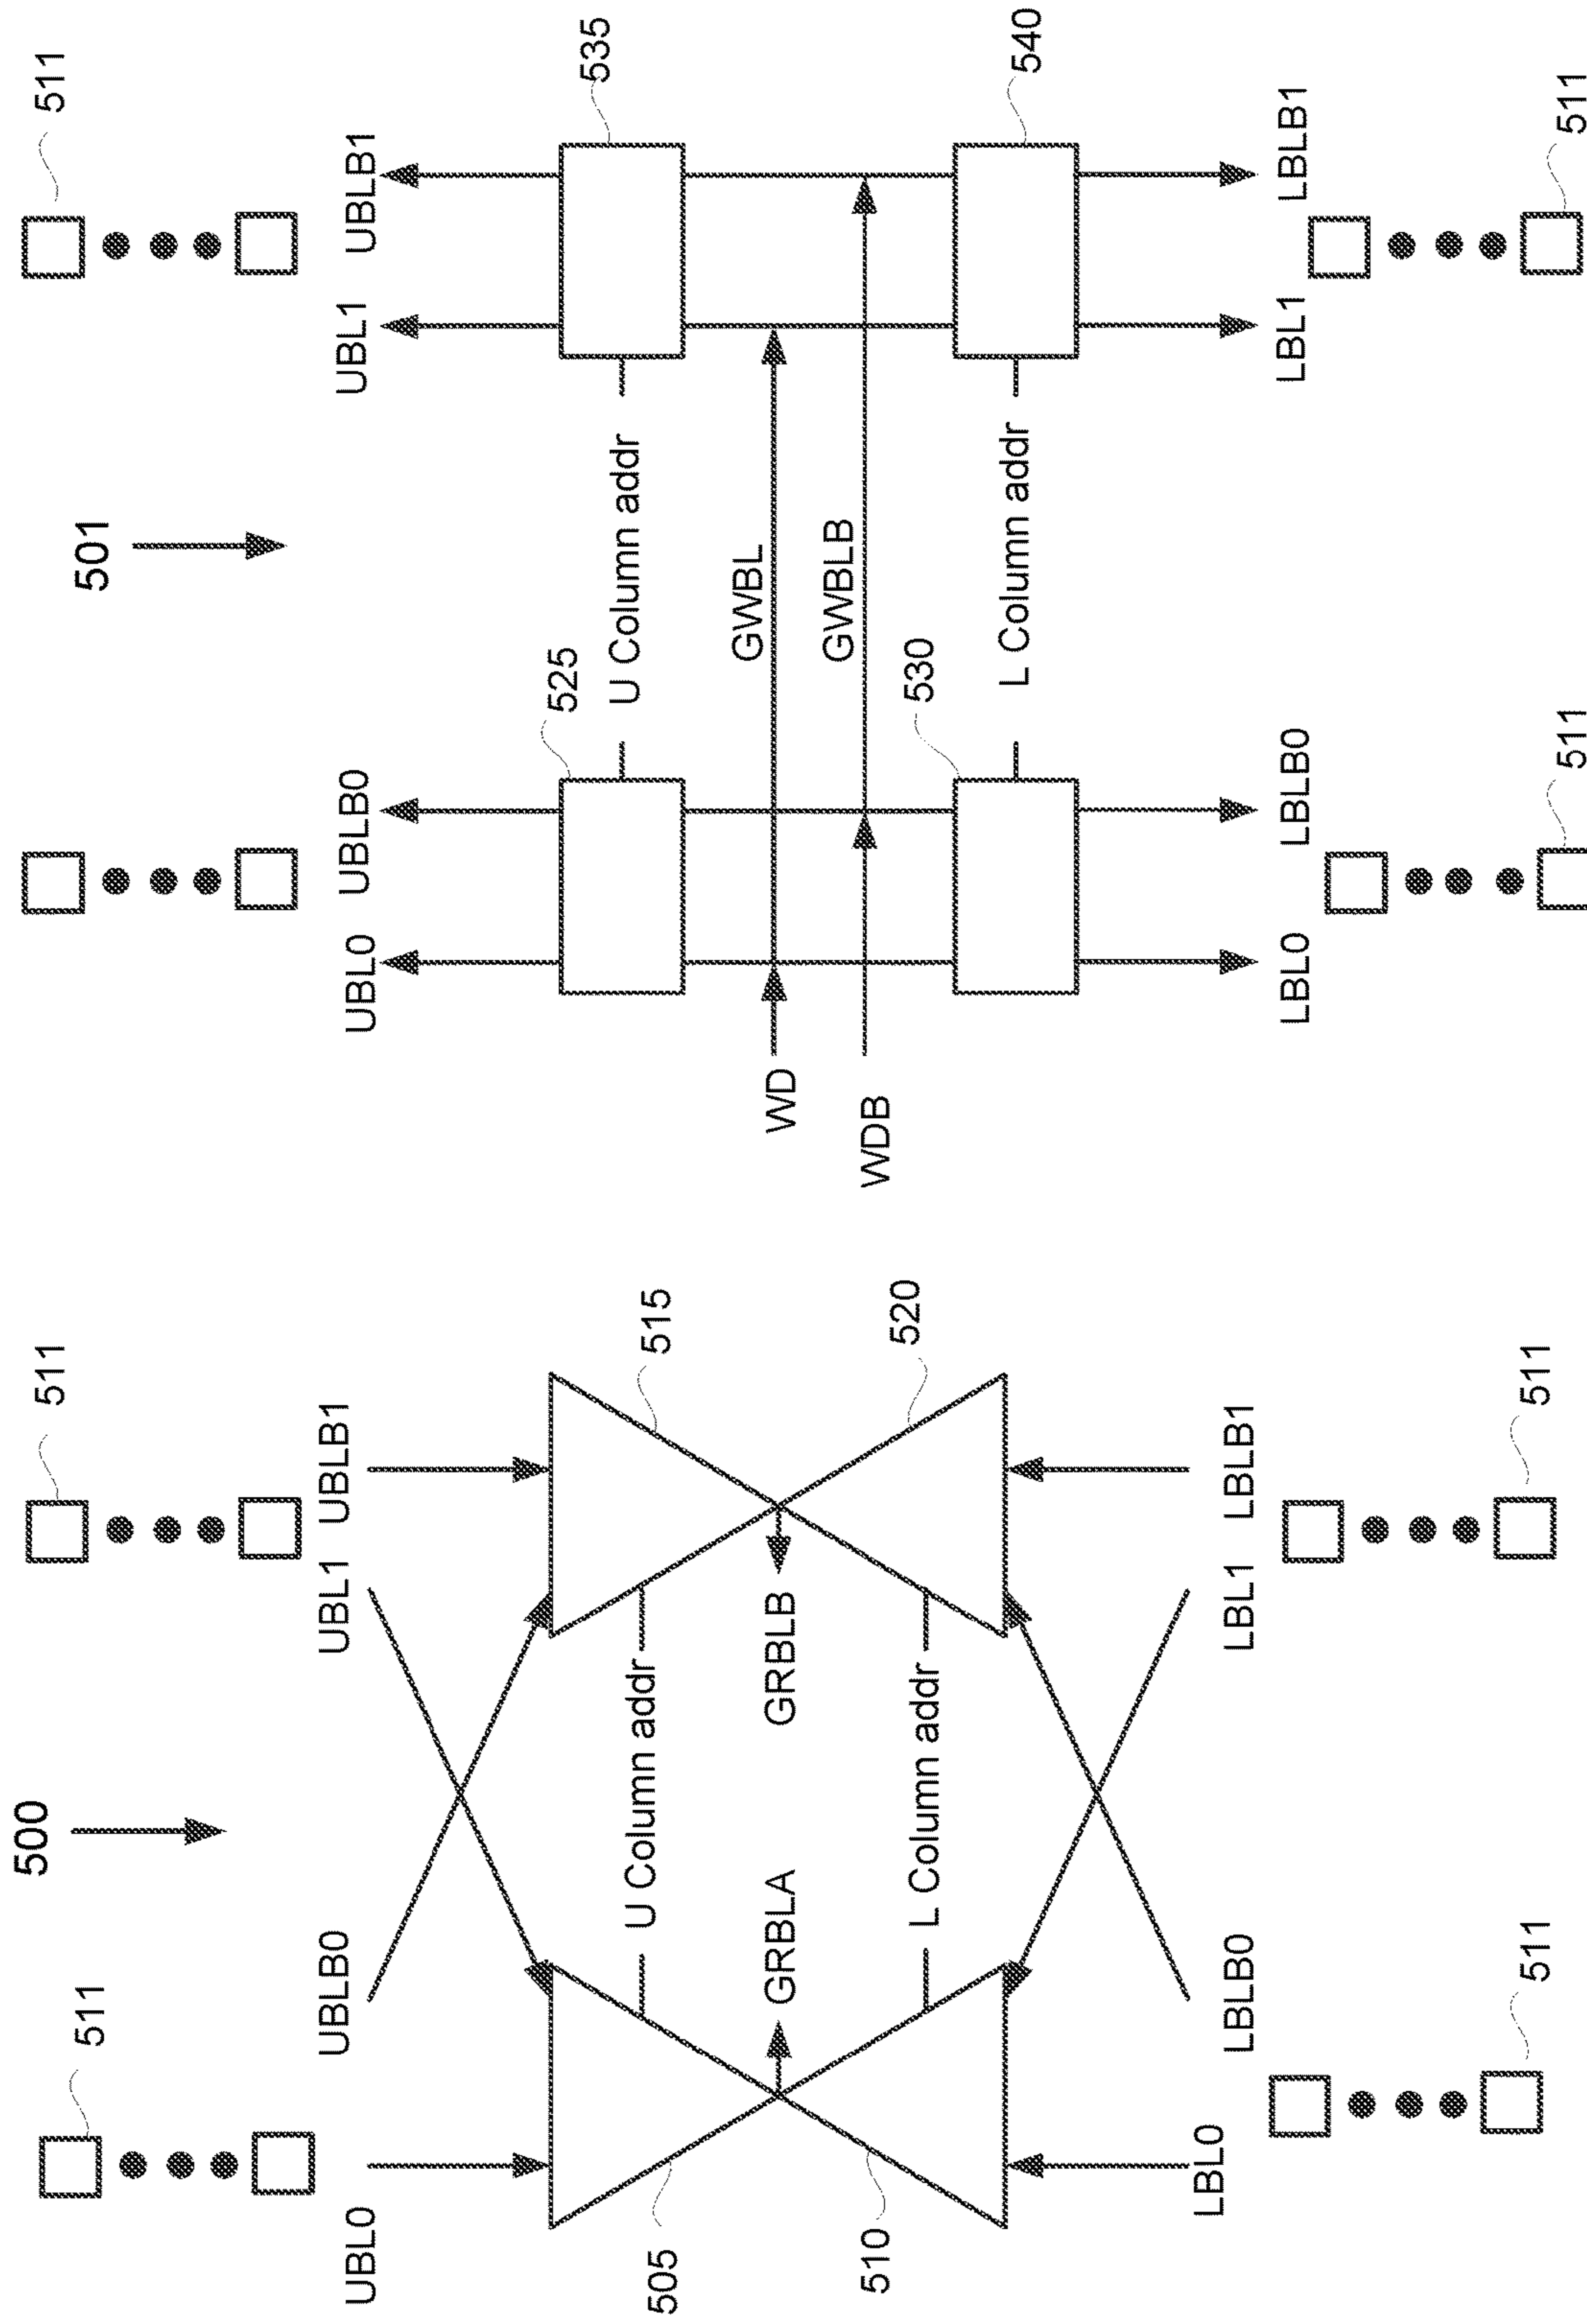 500
511
511
UBL0
UBLB0
UBL1
UBLB1
505
515
U Column addr
GRBLA
GRBLB
L Column addr
510
520
LBL0
LBLB0
LBL1
LBLB1
511
511
501
511
UBL0
UBLB0
UBL1
UBLB1
525
535
U Column addr
WD
GWBL
WDB
GWBLB
530
540
L Column addr
LBL0
LBLB0
LBL1
LBLB1
511
511